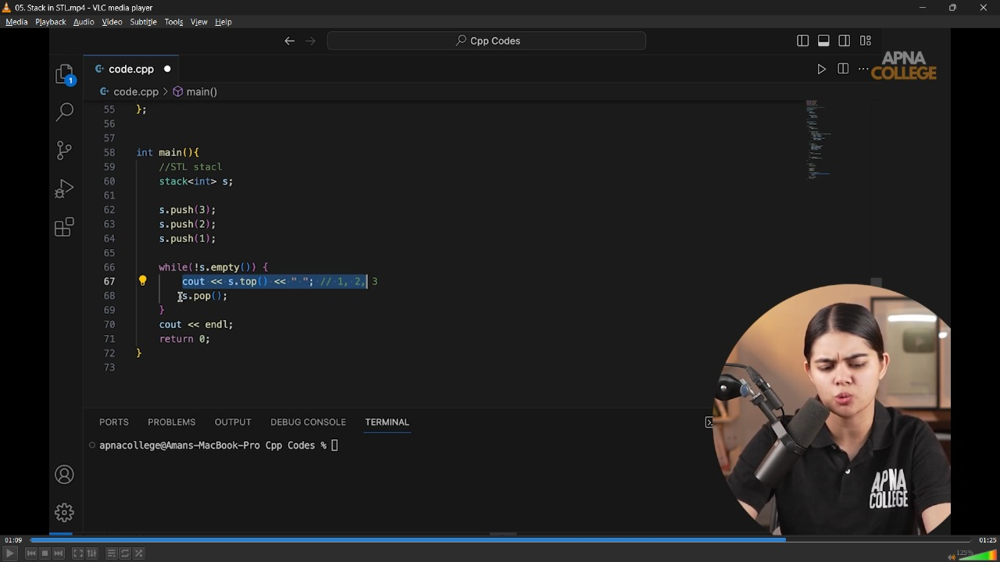 05. Stack in STL.mp4 - VLC media player
Media Playback Audio Video Subtitle Tools View Help
Cpp Codes
APNA
COLLEGE
code.cpp
code.cpp > main()
1
55 };
56
57
58 int main(){
59 //STL stacl
60 stack<int> s;
61
62 s.push(3);
63 s.push(2);
64 s.push(1);
65
66 while(!s.empty()) {
67 cout << s.top() << " "; // 1, 2, 3
68 s.pop();
69 }
70 cout << endl;
71 return 0;
72 }
73
PORTS PROBLEMS OUTPUT DEBUG CONSOLE TERMINAL
apnacollege@Amans-MacBook-Pro Cpp Codes %
APNA
COLLEGE
01:09 01:25
125%